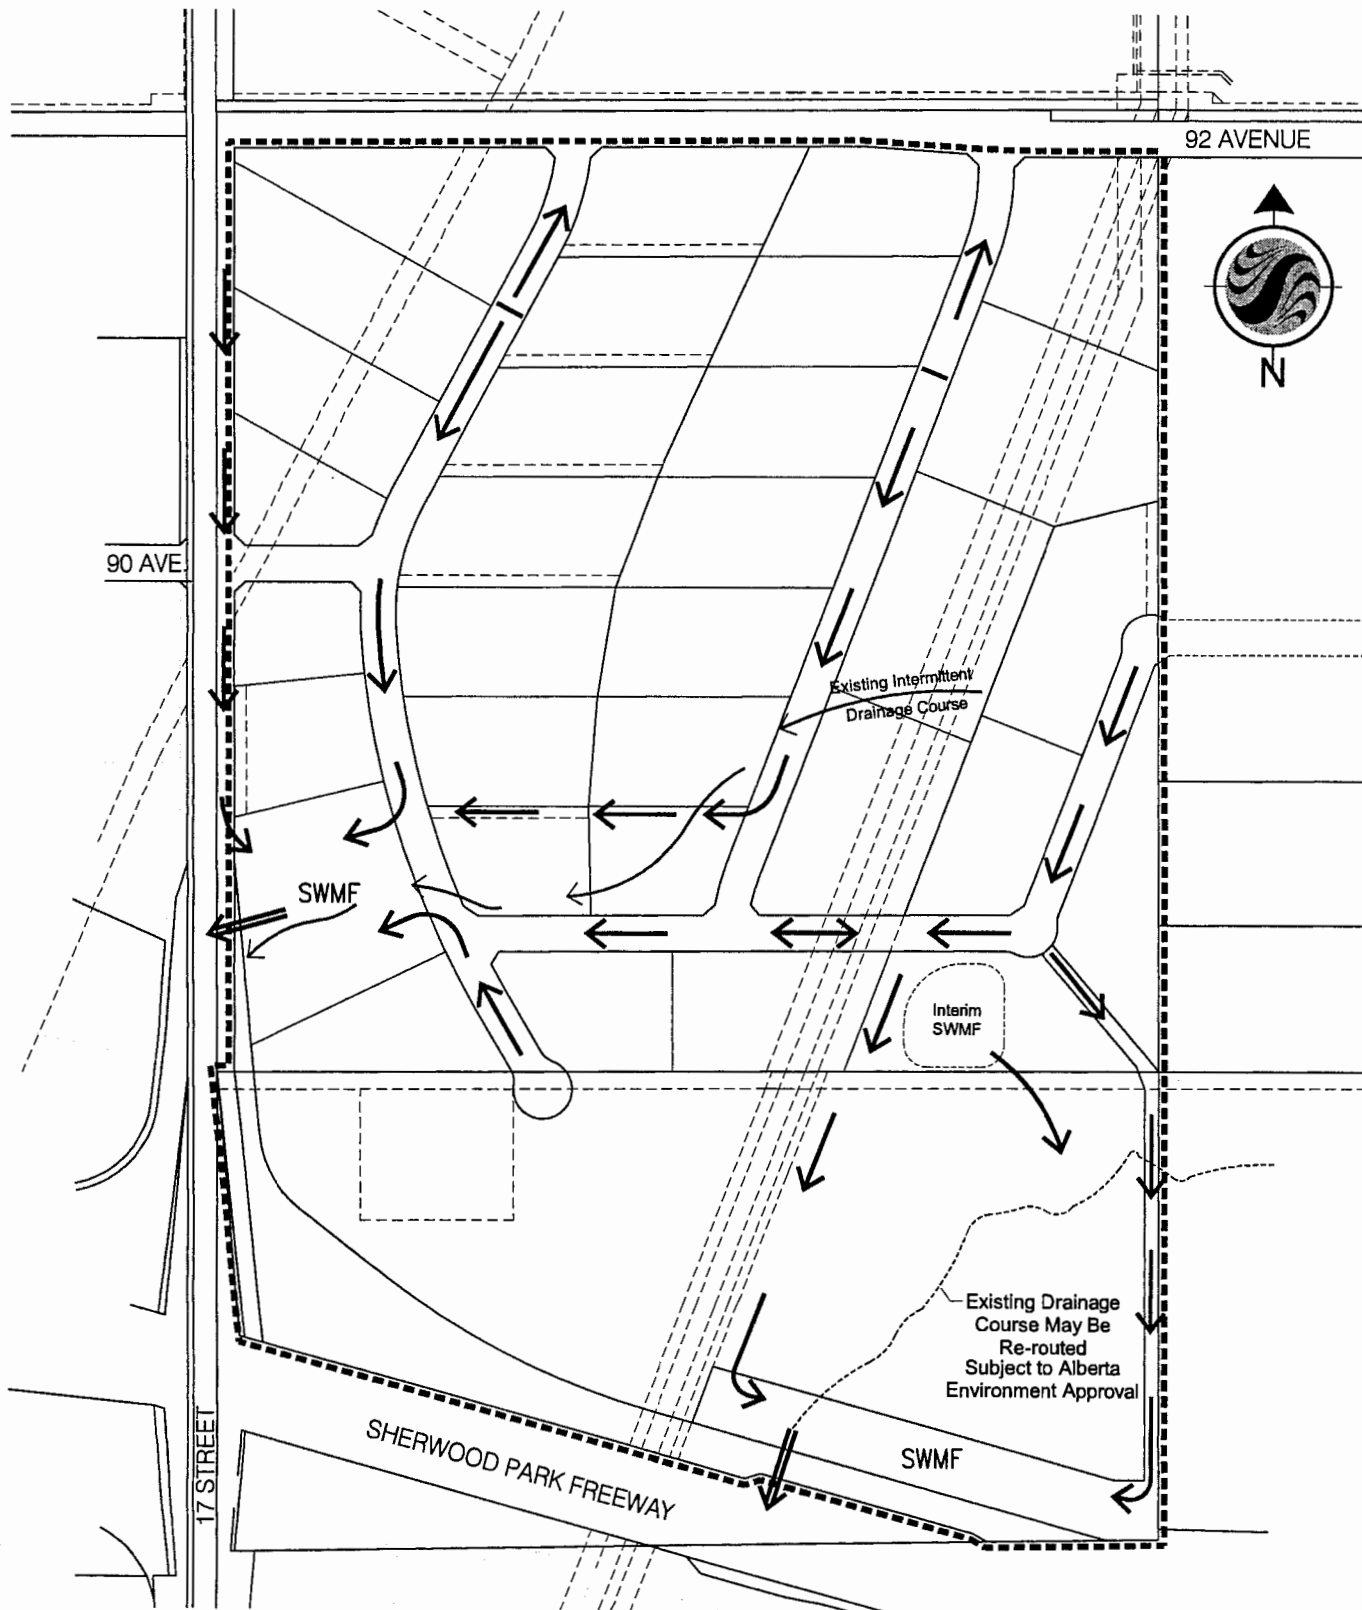 92 AVENUE
N
90 AVE.
Existing Intermittent
Drainage Course
SWMF
Interim
SWMF
Existing Drainage
Course May Be
Re-routed
Subject to Alberta
Environment Approval
SWMF
SHERWOOD PARK FREEWAY
17 STREET